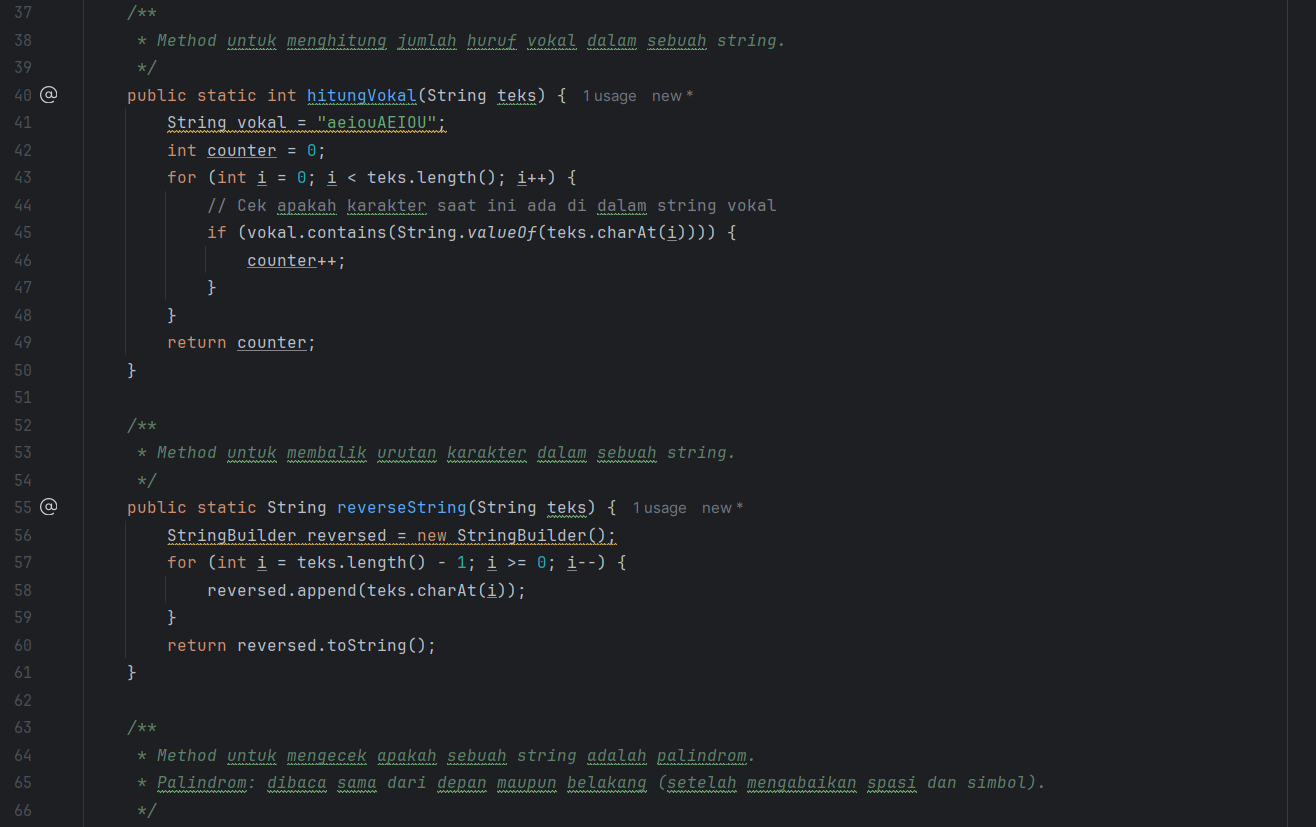 37 /**
38 * Method untuk menghitung jumlah huruf vokal dalam sebuah string.
39 */
40 @ public static int hitungVokal(String teks) { 1 usage new *
41 String vokal = "aeiouAEIOU";
42 int counter = 0;
43 for (int i = 0; i < teks.length(); i++) {
44 // Cek apakah karakter saat ini ada di dalam string vokal
45 if (vokal.contains(String.valueOf(teks.charAt(i)))) {
46 counter++;
47 }
48 }
49 return counter;
50 }
51
52 /**
53 * Method untuk membalik urutan karakter dalam sebuah string.
54 */
55 @ public static String reverseString(String teks) { 1 usage new *
56 StringBuilder reversed = new StringBuilder();
57 for (int i = teks.length() - 1; i >= 0; i--) {
58 reversed.append(teks.charAt(i));
59 }
60 return reversed.toString();
61 }
62
63 /**
64 * Method untuk mengecek apakah sebuah string adalah palindrom.
65 * Palindrom: dibaca sama dari depan maupun belakang (setelah mengabaikan spasi dan simbol).
66 */